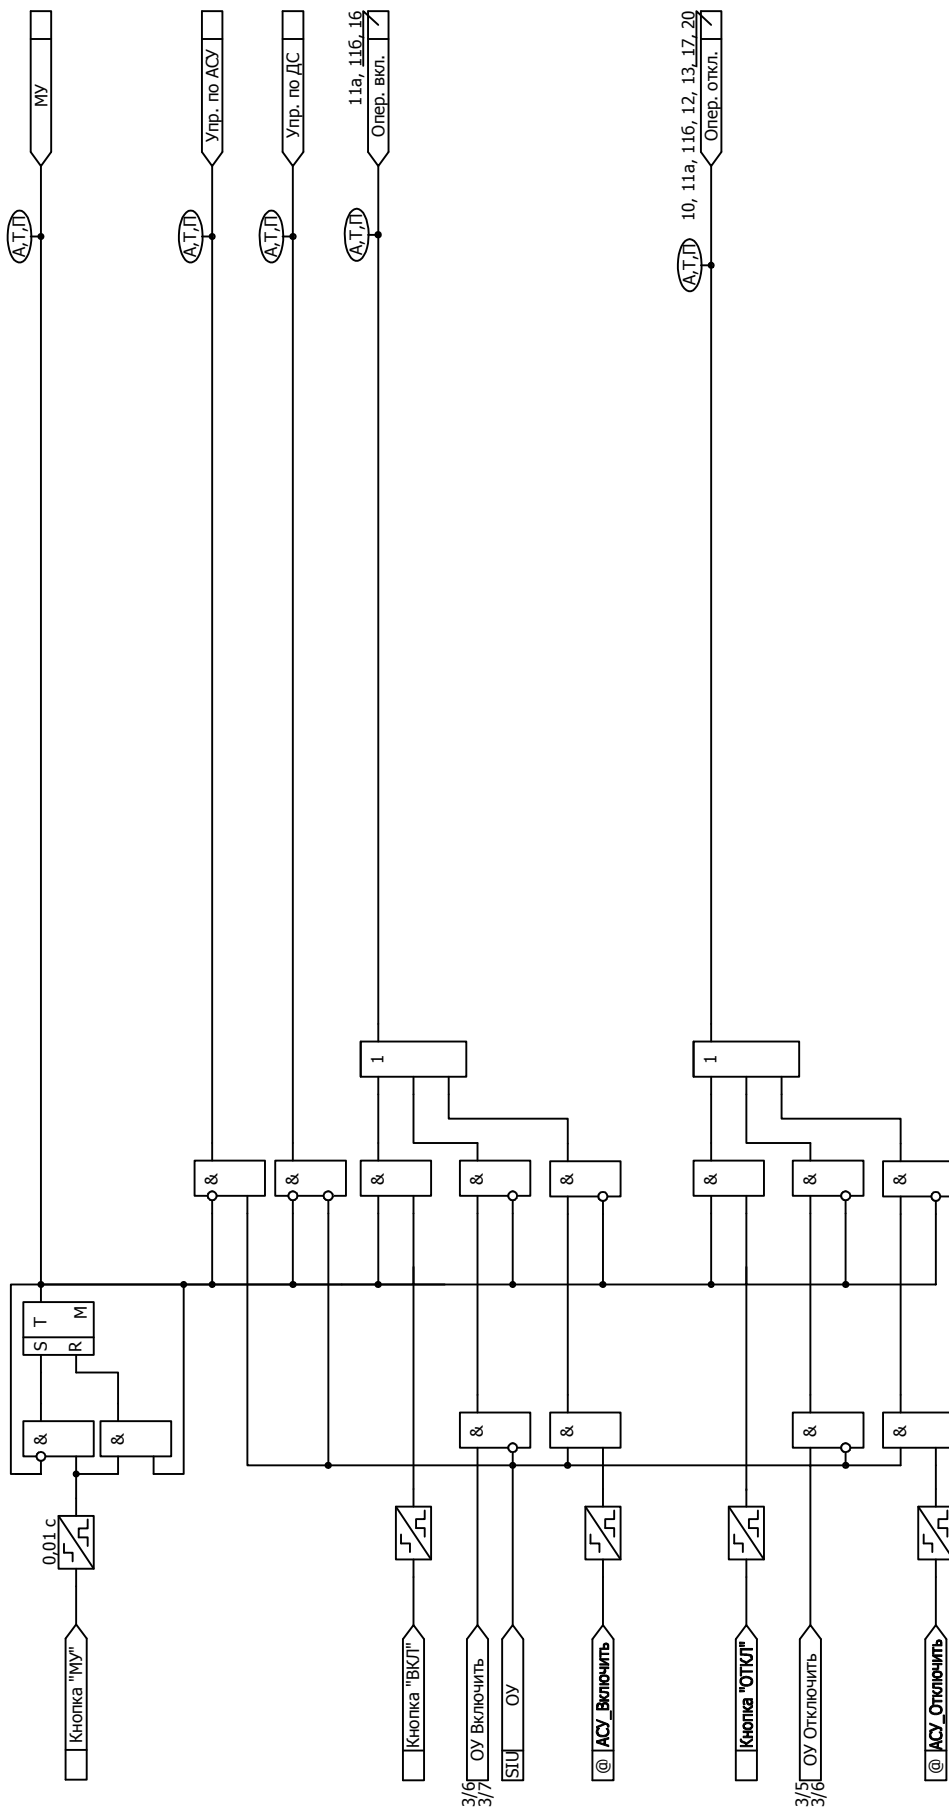 МУ
А,Т,П
Упр. по АСУ
А,Т,П
Упр. по ДС
А,Т,П
11а, 11б, 16
Опер. вкл.
А,Т,П
10, 11а, 11б, 12, 13, 17, 20
Опер. откл.
А,Т,П
1
1
&
&
&
&
&
&
&
&
S T
R M
&
&
&
&
&
&
0,01 с
Кнопка "МУ"
Кнопка "ВКЛ"
3/6
3/7
ОУ Включить
SIU ОУ
@ АСУ_Включить
Кнопка "ОТКЛ"
3/5
3/6
ОУ Отключить
@ АСУ_Отключить